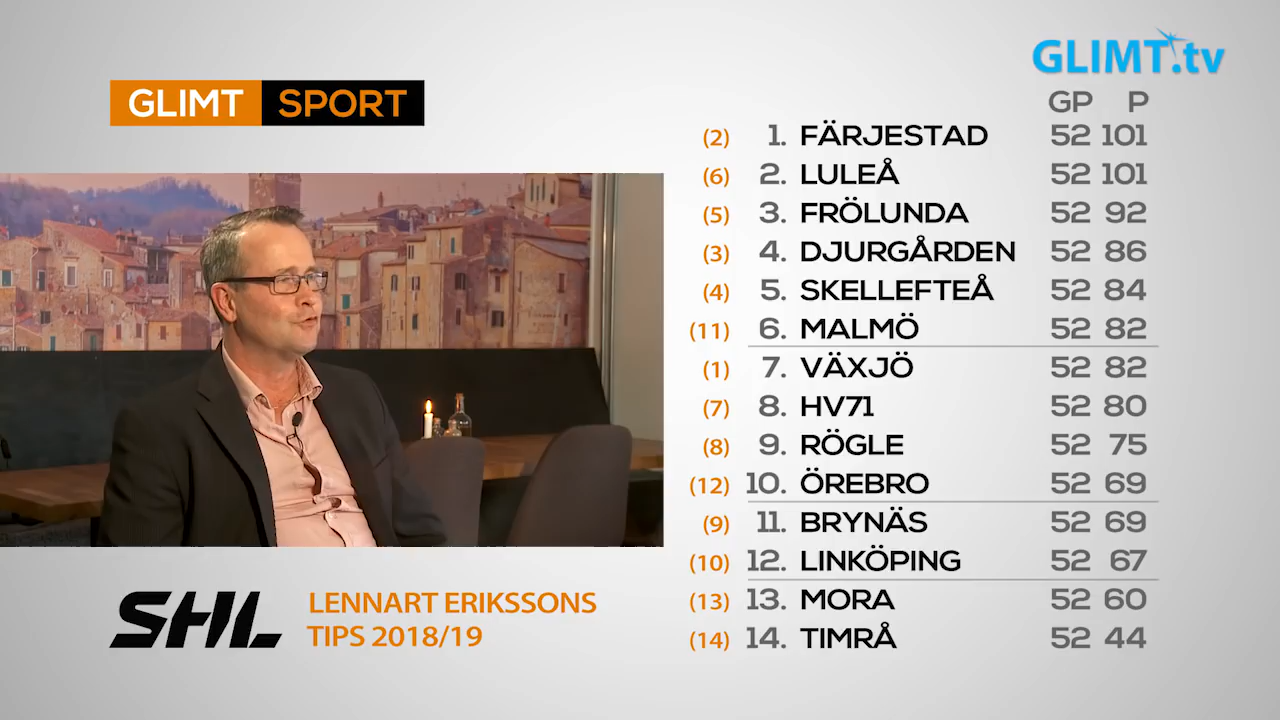 GLIMT.tv
GLIMT SPORT
GP P
(2) 1. FÄRJESTAD 52 101
(6) 2. LULEÅ 52 101
(5) 3. FRÖLUNDA 52 92
(3) 4. DJURGÅRDEN 52 86
(4) 5. SKELLEFTEÅ 52 84
(11) 6. MALMÖ 52 82
(1) 7. VÄXJÖ 52 82
(7) 8. HV71 52 80
(8) 9. RÖGLE 52 75
(12) 10. ÖREBRO 52 69
(9) 11. BRYNÄS 52 69
(10) 12. LINKÖPING 52 67
(13) 13. MORA 52 60
(14) 14. TIMRÅ 52 44
SHL
LENNART ERIKSSONS
TIPS 2018/19